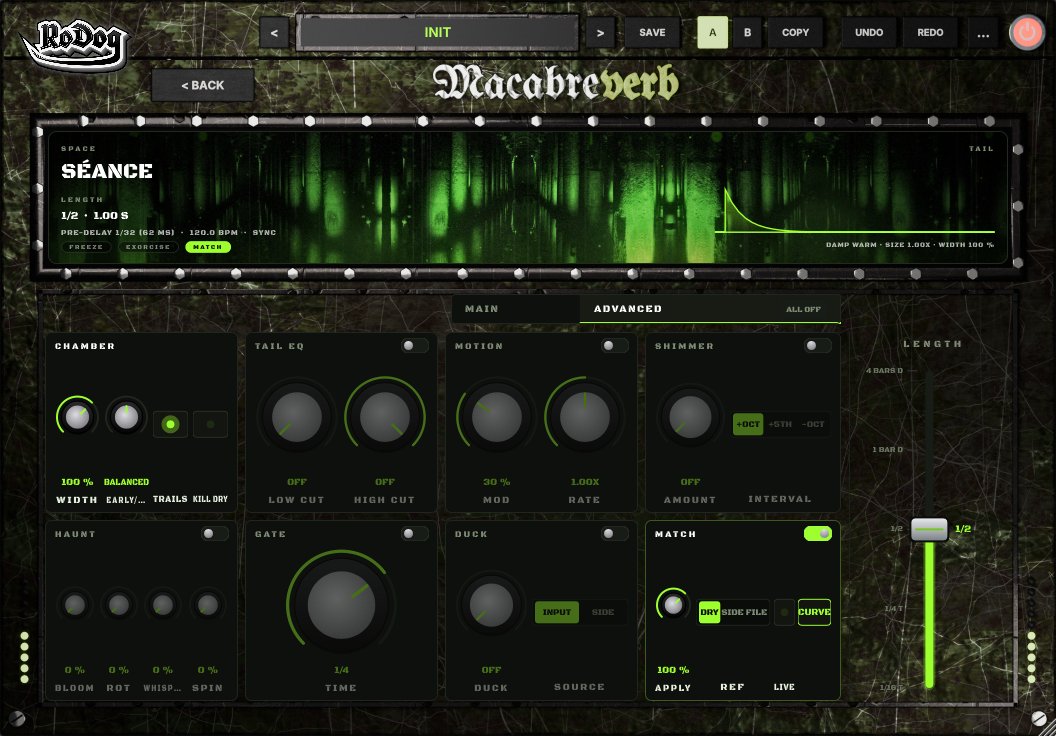 RoDog
< INIT > SAVE A B COPY UNDO REDO ...
< BACK
Macabreverb
SPACE
SÉANCE
LENGTH
1/2 · 1.00 S
PRE-DELAY 1/32 (62 MS) · 120.0 BPM · SYNC
FREEZE EXORCISE MATCH
TAIL
DAMP WARM · SIZE 1.00X · WIDTH 100 %
MAIN ADVANCED ALL OFF
CHAMBER
100 % BALANCED
WIDTH EARLY/... TRAILS KILL DRY
TAIL EQ
OFF OFF
LOW CUT HIGH CUT
MOTION
30 % 1.00X
MOD RATE
SHIMMER
+OCT +5TH -OCT
OFF
AMOUNT INTERVAL
HAUNT
0 % 0 % 0 % 0 %
BLOOM ROT WHISP... SPIN
GATE
1/4
TIME
DUCK
INPUT SIDE
OFF
DUCK SOURCE
MATCH
DRY SIDE FILE CURVE
100 %
APPLY REF LIVE
LENGTH
4 BARS D
1 BAR D
1/2 1/2
1/4 T
1/16 T